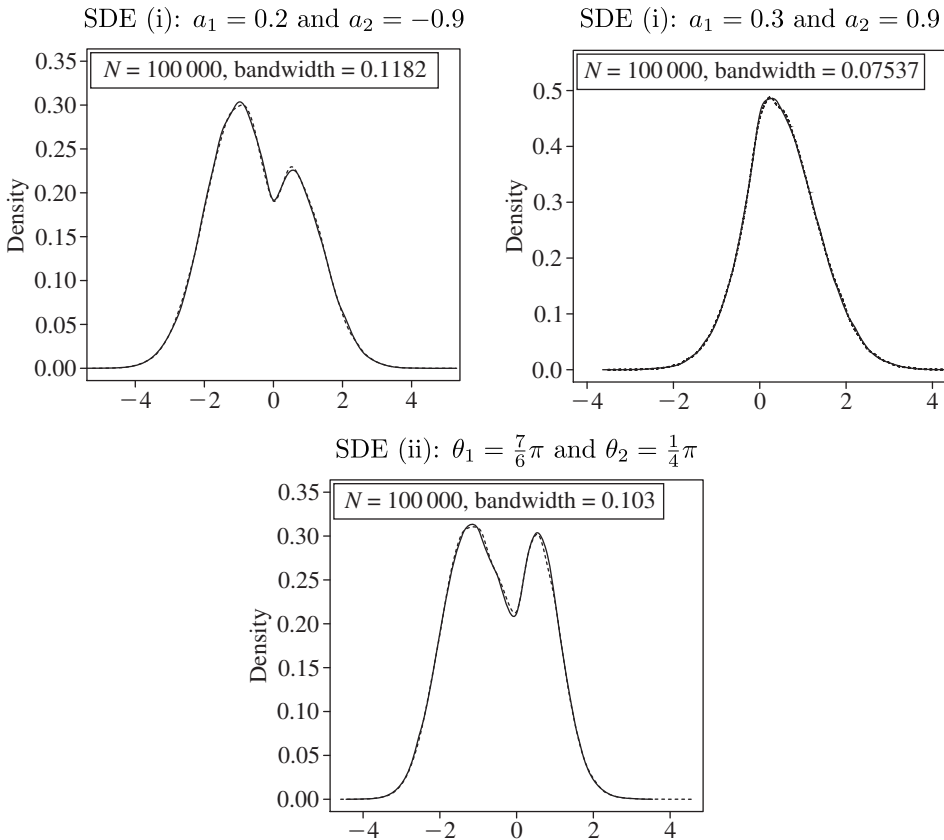 SDE (i): a₁ = 0.2 and a₂ = −0.9
N = 100 000, bandwidth = 0.1182
Density
0.35
0.30
0.25
0.20
0.15
0.10
0.05
0.00
−4 −2 0 2 4
SDE (i): a₁ = 0.3 and a₂ = 0.9
N = 100 000, bandwidth = 0.07537
Density
0.5
0.4
0.3
0.2
0.1
0.0
−4 −2 0 2 4
SDE (ii): θ₁ = 7/6 π and θ₂ = 1/4 π
N = 100 000, bandwidth = 0.103
Density
0.35
0.30
0.25
0.20
0.15
0.10
0.05
0.00
−4 −2 0 2 4